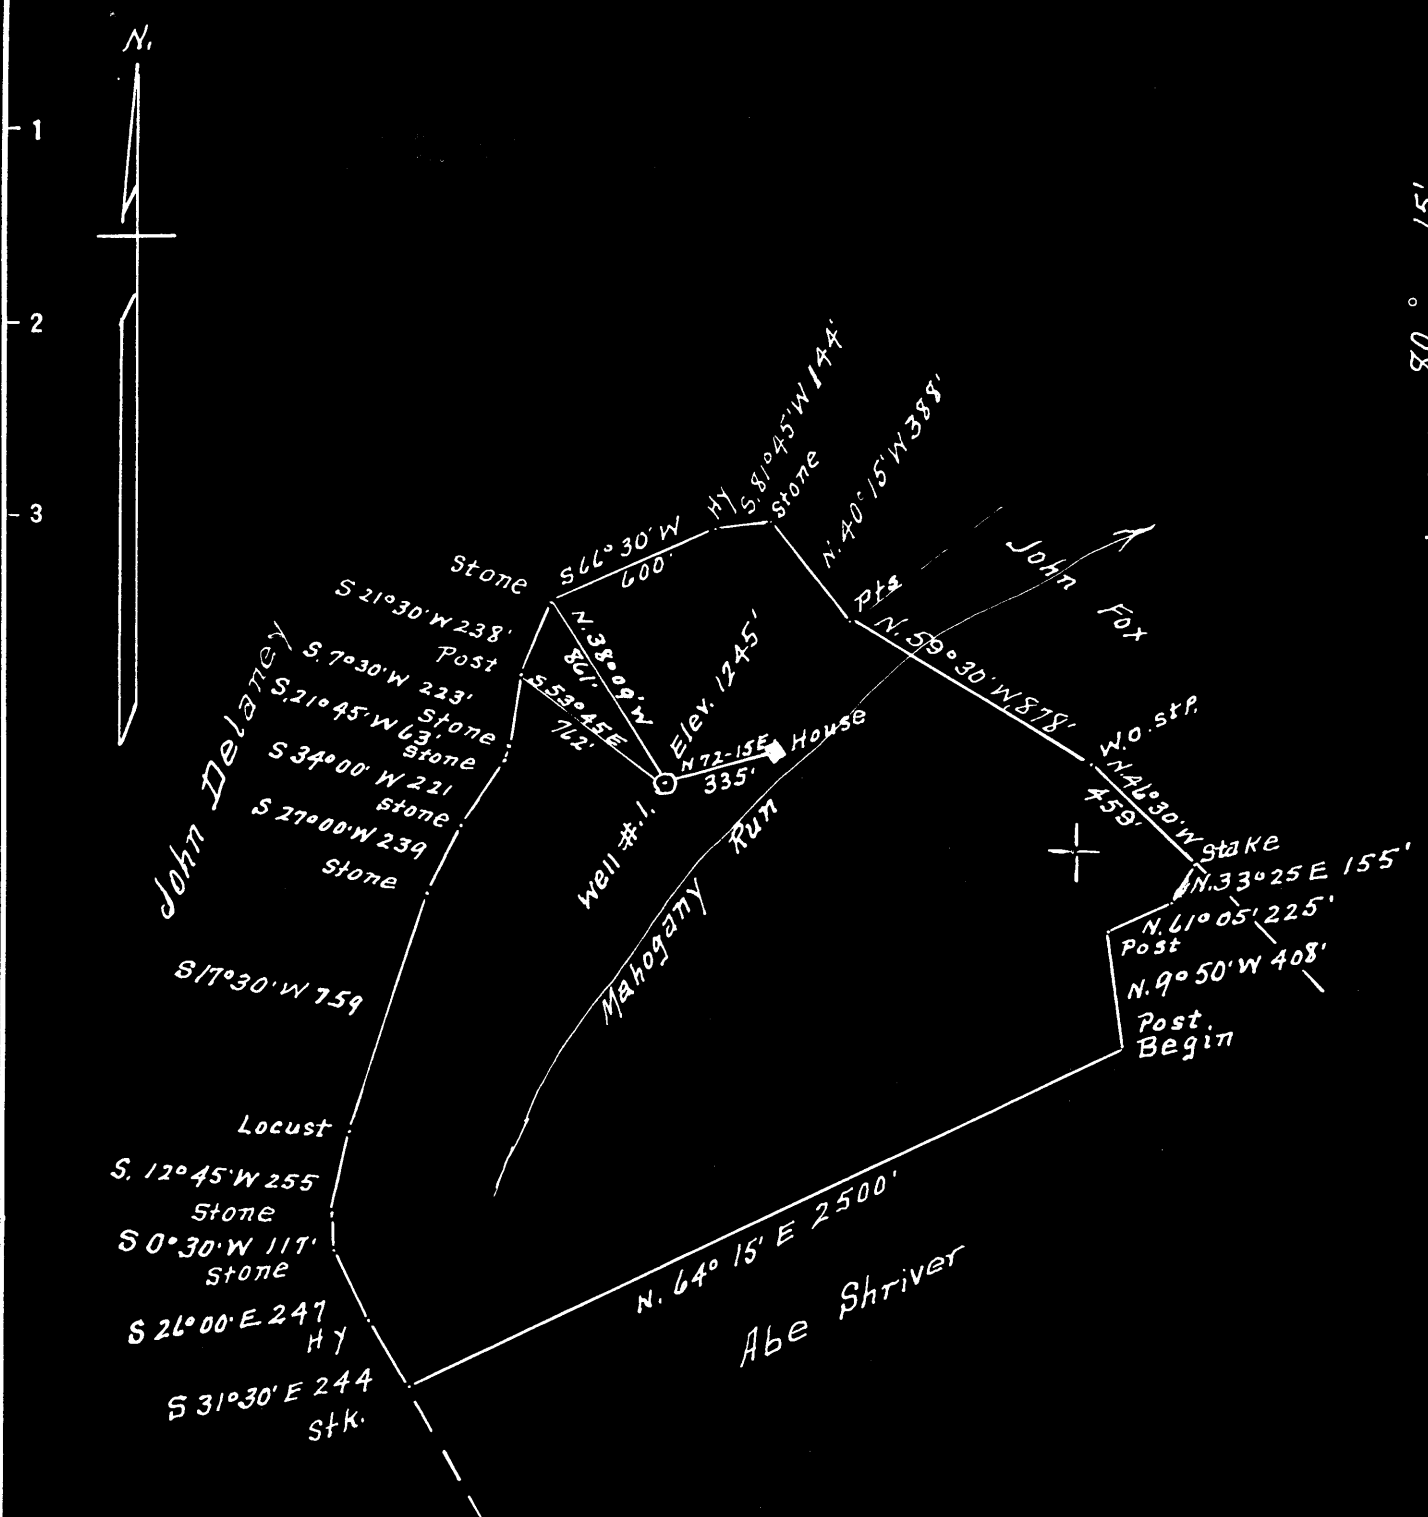 N.
1
2
3
80° 15'
S. 81°45' W 144'
Hy
Stone
N. 40° 15' W 388'
S 66° 30' W
600'
Stone
S 21°30' W 238'
Post
S. 7°30' W 223'
Stone
S. 21°45' W 63'
Stone
S 34°00' W 221
Stone
S 27°00' W 239
Stone
John Delaney
S 17°30' W 759
Locust
S. 12°45' W 255
Stone
S 0°30' W 117'
Stone
S 26°00' E 247
Hy
S 31°30' E 244
Stk.
N. 38°09' W
861'
S. 53°45 E
762'
Elev. 1245'
N 72-15 E
335'
House
Well #. 1.
Mahogany Run
Pts
John Fox
N. 59°30' W. 878'
W.O. Stp.
N. 46°30' W
459'
Stake
N. 33°25 E 155'
N. 61°05' 225'
Post
N. 9°50' W 408'
Post.
Begin
N. 64° 15' E 2500'
Abe Shriver